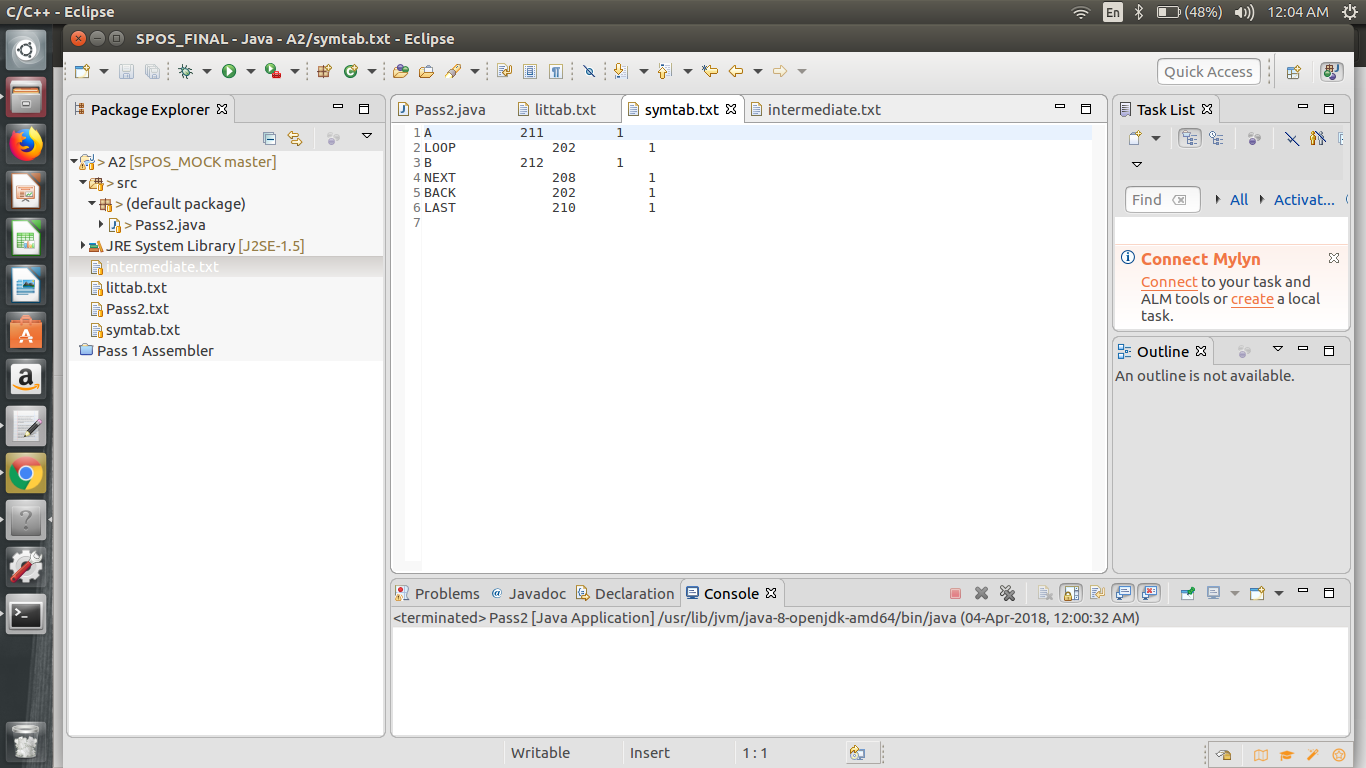 C/C++ - Eclipse
En
(48%)
12:04 AM
SPOS_FINAL - Java - A2/symtab.txt - Eclipse
Quick Access
Package Explorer
> A2 [SPOS_MOCK master]
> src
> (default package)
> Pass2.java
JRE System Library [J2SE-1.5]
intermediate.txt
littab.txt
Pass2.txt
symtab.txt
Pass 1 Assembler
Pass2.java
littab.txt
symtab.txt
intermediate.txt
1 A 211 1
2 LOOP 202 1
3 B 212 1
4 NEXT 208 1
5 BACK 202 1
6 LAST 210 1
7
Task List
Find
All
Activat...
Connect Mylyn
Connect to your task and
ALM tools or create a local
task.
Outline
An outline is not available.
Problems
@ Javadoc
Declaration
Console
<terminated> Pass2 [Java Application] /usr/lib/jvm/java-8-openjdk-amd64/bin/java (04-Apr-2018, 12:00:32 AM)
Writable
Insert
1 : 1